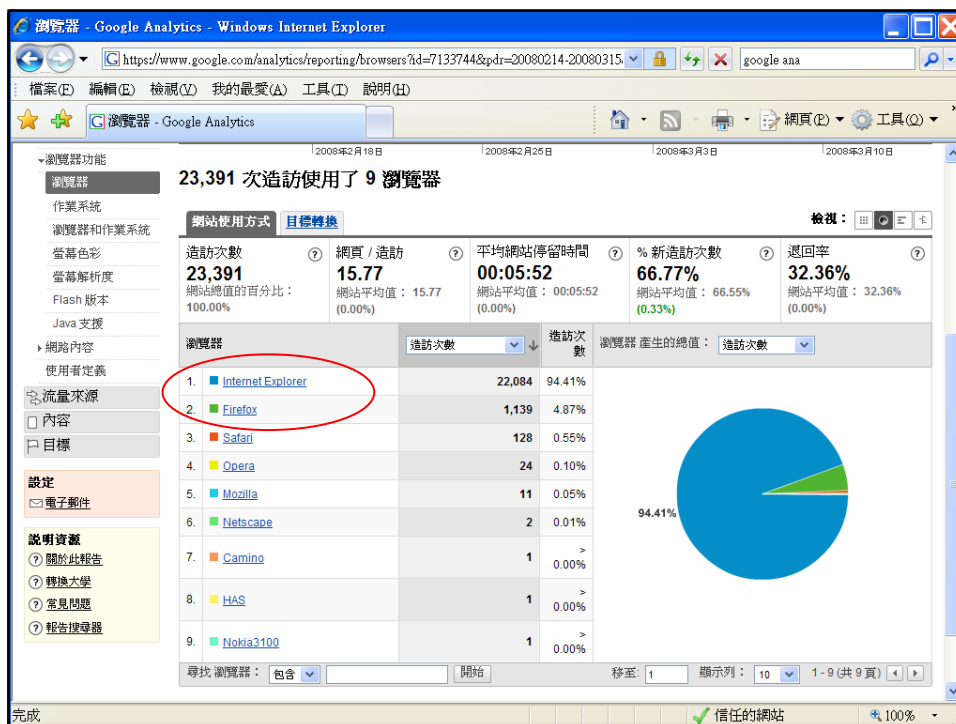 瀏覽器 - Google Analytics - Windows Internet Explorer
https://www.google.com/analytics/reporting/browsers?id=7133744&pdr=20080214-20080315.
google ana
檔案(F) 編輯(E) 檢視(V) 我的最愛(A) 工具(T) 說明(H)
瀏覽器 - Google Analytics
網頁(P) 工具(O)
2008年2月18日 2008年2月25日 2008年3月3日 2008年3月10日
瀏覽器功能
瀏覽器
作業系統
瀏覽器和作業系統
螢幕色彩
螢幕解析度
Flash 版本
Java 支援
網路內容
使用者定義
流量來源
內容
目標
設定
電子郵件
說明資源
關於此報告
轉換大學
常見問題
報告搜尋器
23,391 次造訪使用了 9 瀏覽器
網站使用方式 目標轉換
檢視:
造訪次數 ?
23,391
網站總值的百分比:
100.00%
網頁 / 造訪 ?
15.77
網站平均值: 15.77
(0.00%)
平均網站停留時間 ?
00:05:52
網站平均值: 00:05:52
(0.00%)
% 新造訪次數 ?
66.77%
網站平均值: 66.55%
(0.33%)
退回率 ?
32.36%
網站平均值: 32.36%
(0.00%)
瀏覽器 造訪次數 ↓ 造訪次數
瀏覽器 產生的總值: 造訪次數
1. Internet Explorer 22,084 94.41%
2. Firefox 1,139 4.87%
3. Safari 128 0.55%
4. Opera 24 0.10%
5. Mozilla 11 0.05%
6. Netscape 2 0.01%
7. Camino 1 > 0.00%
8. HAS 1 > 0.00%
9. Nokia3100 1 > 0.00%
94.41%
尋找 瀏覽器: 包含 開始
移至: 1 顯示列: 10 1 - 9 (共 9 頁)
完成
信任的網站
100%